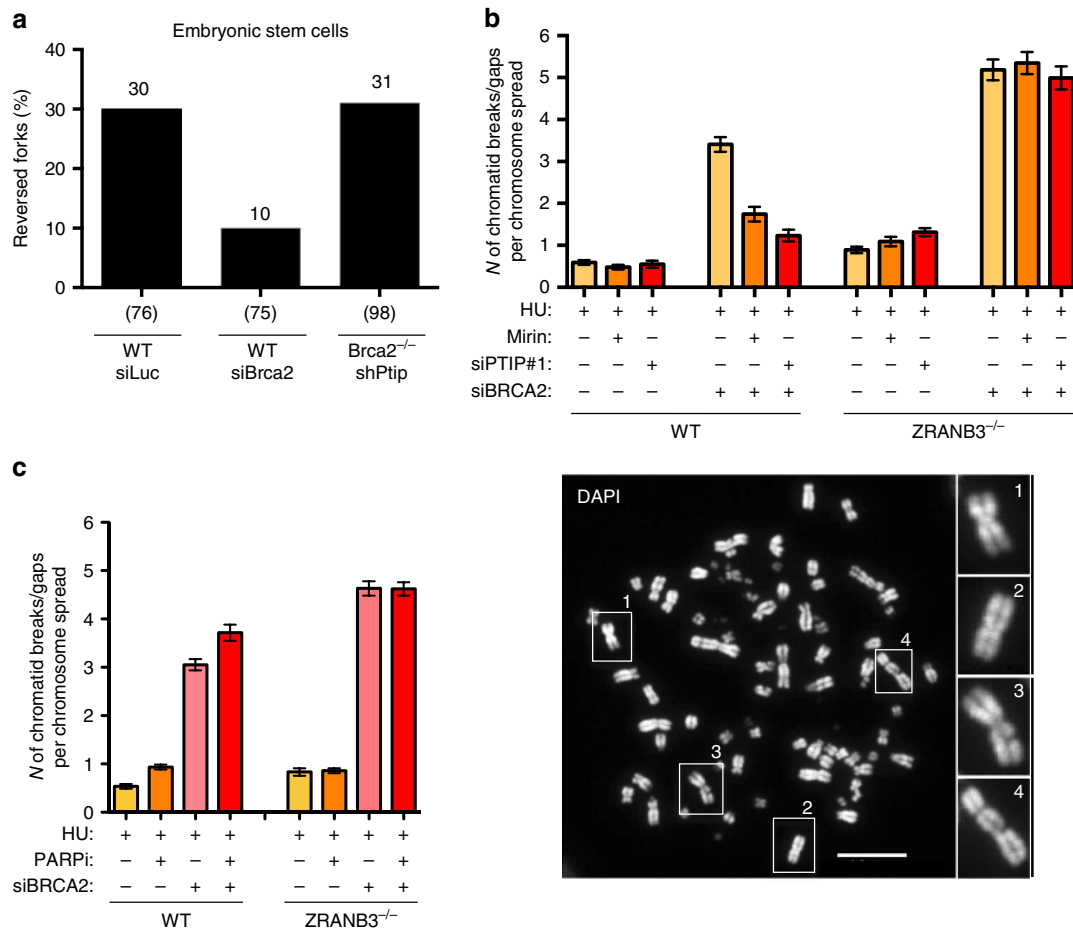 a
Embryonic stem cells
Reversed forks (%)
40
30
20
10
0
30
10
31
(76)
(75)
(98)
WT
siLuc
WT
siBrca2
Brca2–/–
shPtip
b
N of chromatid breaks/gaps
per chromosome spread
6
5
4
3
2
1
0
HU: + + + + + + + + + + + +
Mirin: – + – – + – – + – – + –
siPTIP#1: – – + – – + – – + – – +
siBRCA2: – – – + + + – – – + + +
WT
ZRANB3–/–
c
N of chromatid breaks/gaps
per chromosome spread
6
5
4
3
2
1
0
HU: + + + + + + + +
PARPi: – + – + – + – +
siBRCA2: – – + + – – + +
WT
ZRANB3–/–
DAPI
1
4
3
2
1
2
3
4